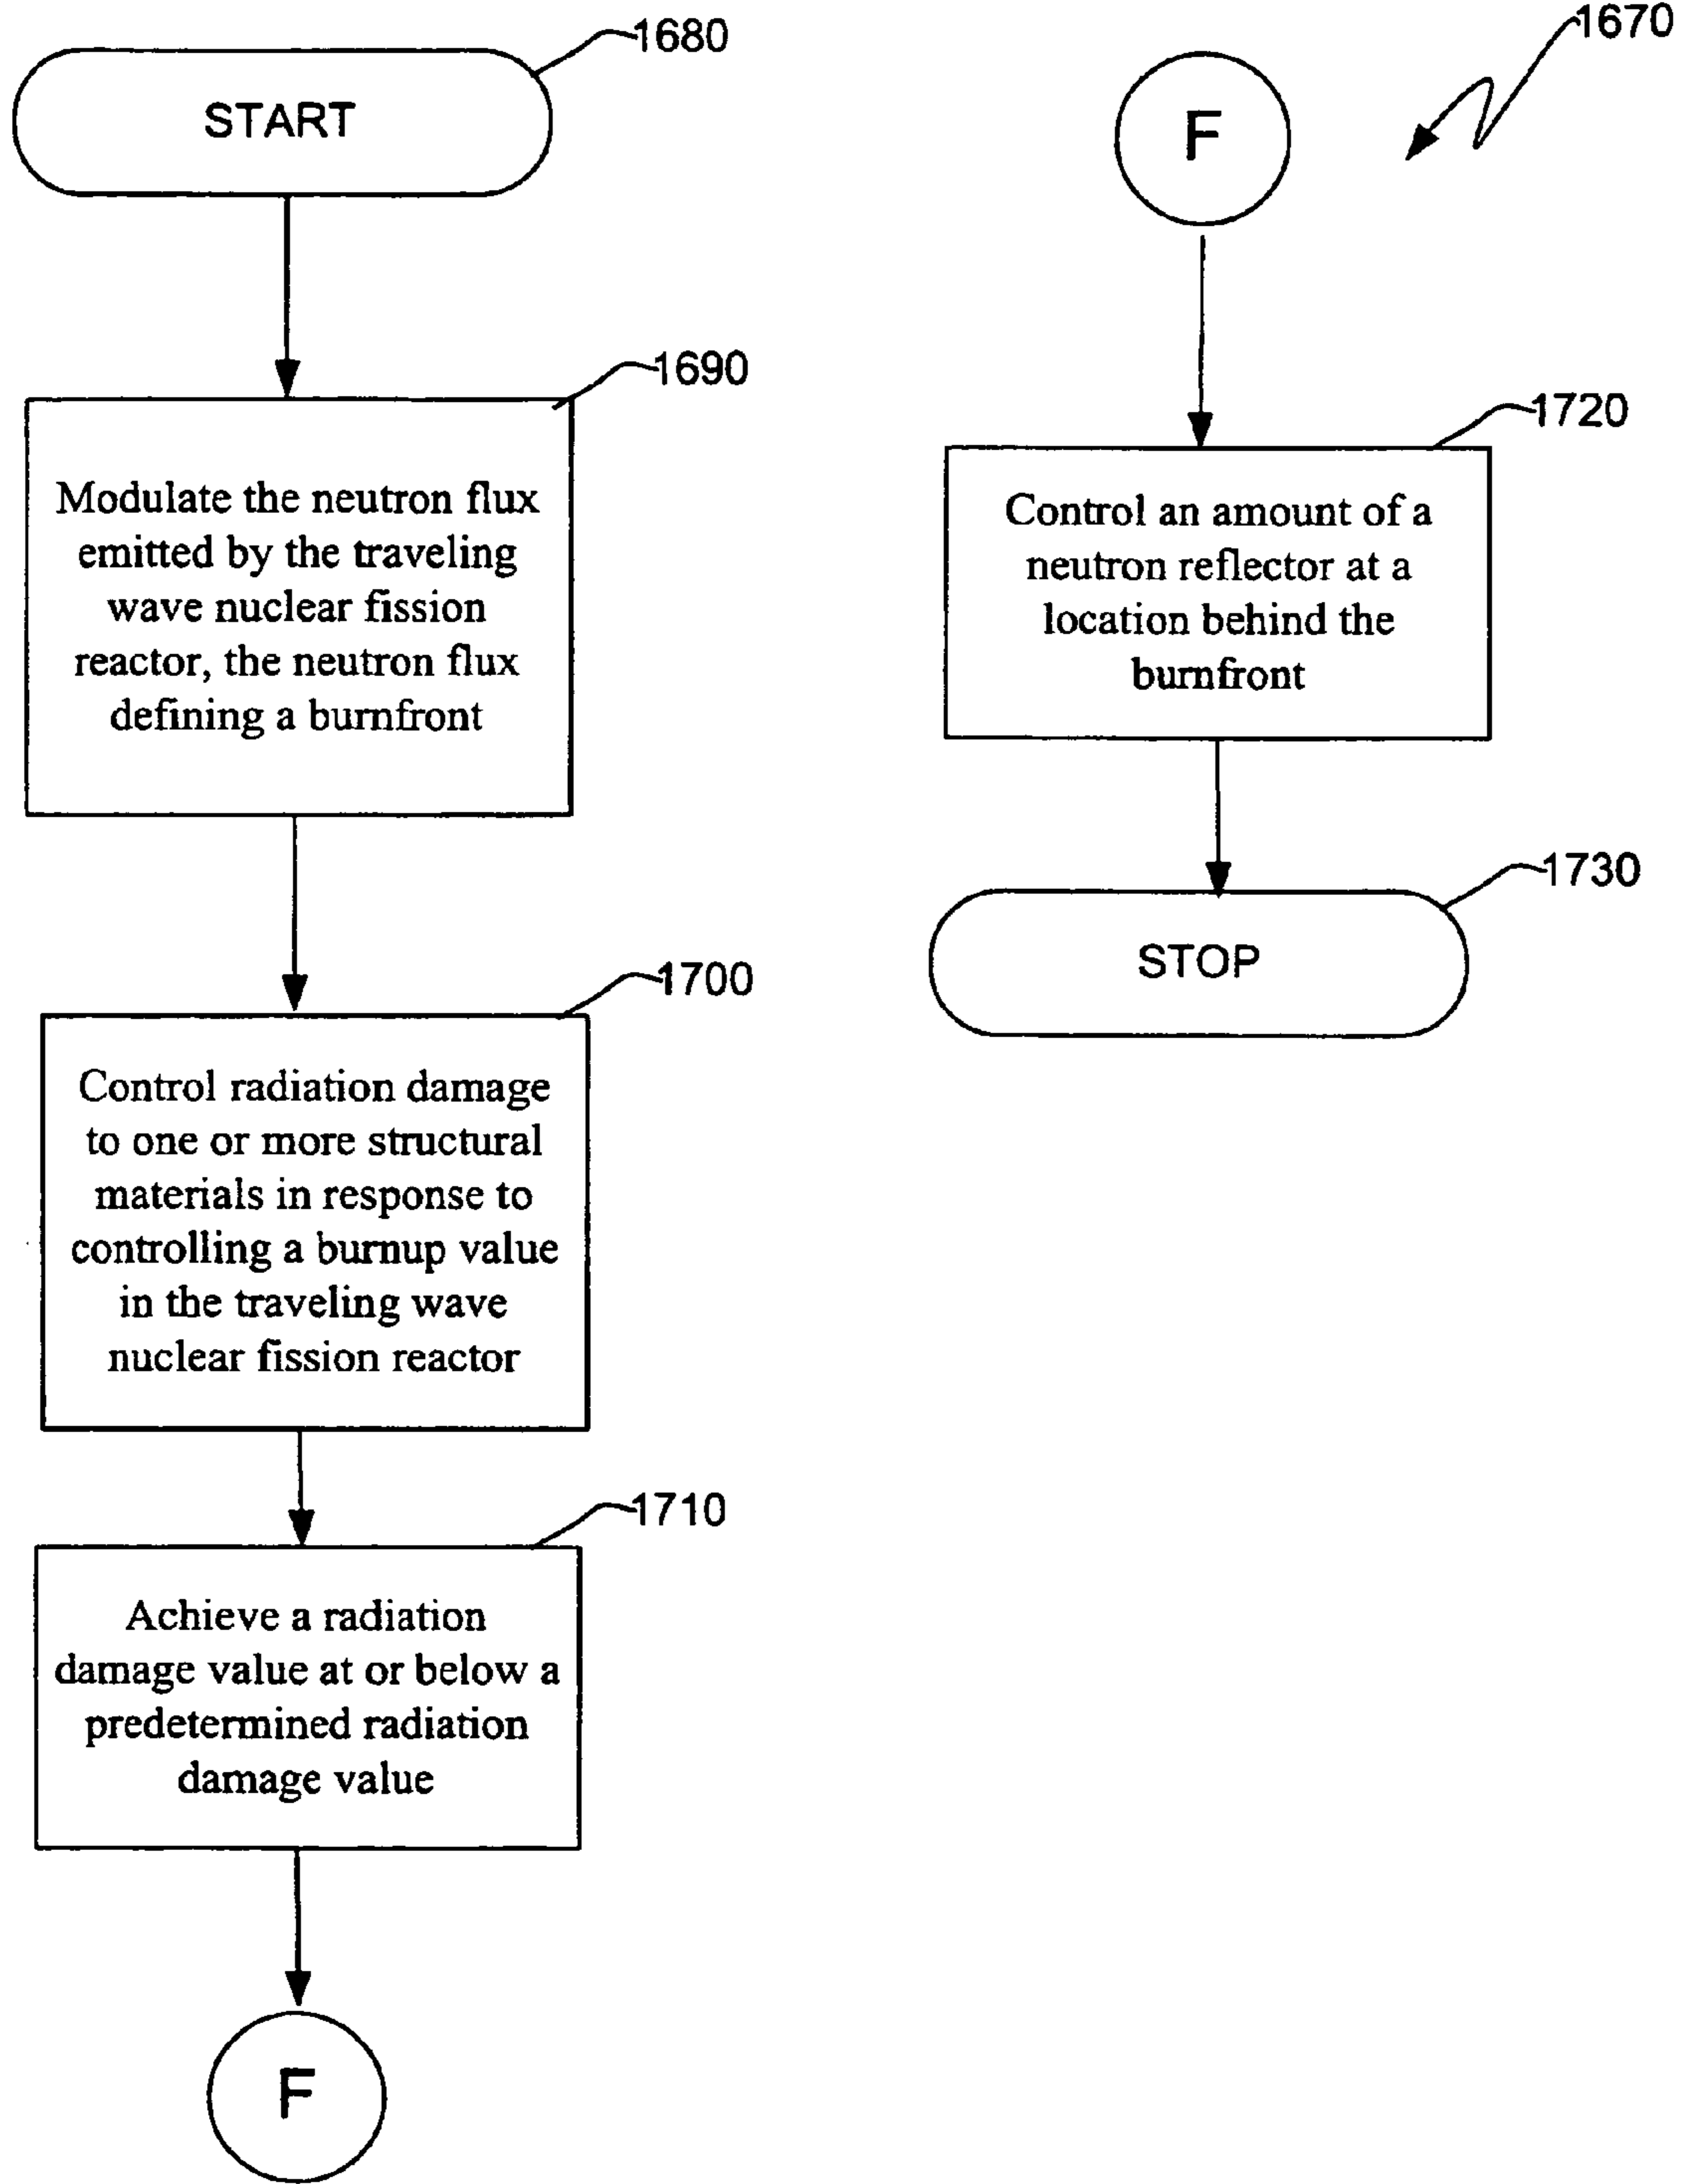 1680
START
1690
Modulate the neutron flux
emitted by the traveling
wave nuclear fission
reactor, the neutron flux
defining a burnfront
1700
Control radiation damage
to one or more structural
materials in response to
controlling a burnup value
in the traveling wave
nuclear fission reactor
1710
Achieve a radiation
damage value at or below a
predetermined radiation
damage value
F
1670
F
1720
Control an amount of a
neutron reflector at a
location behind the
burnfront
1730
STOP